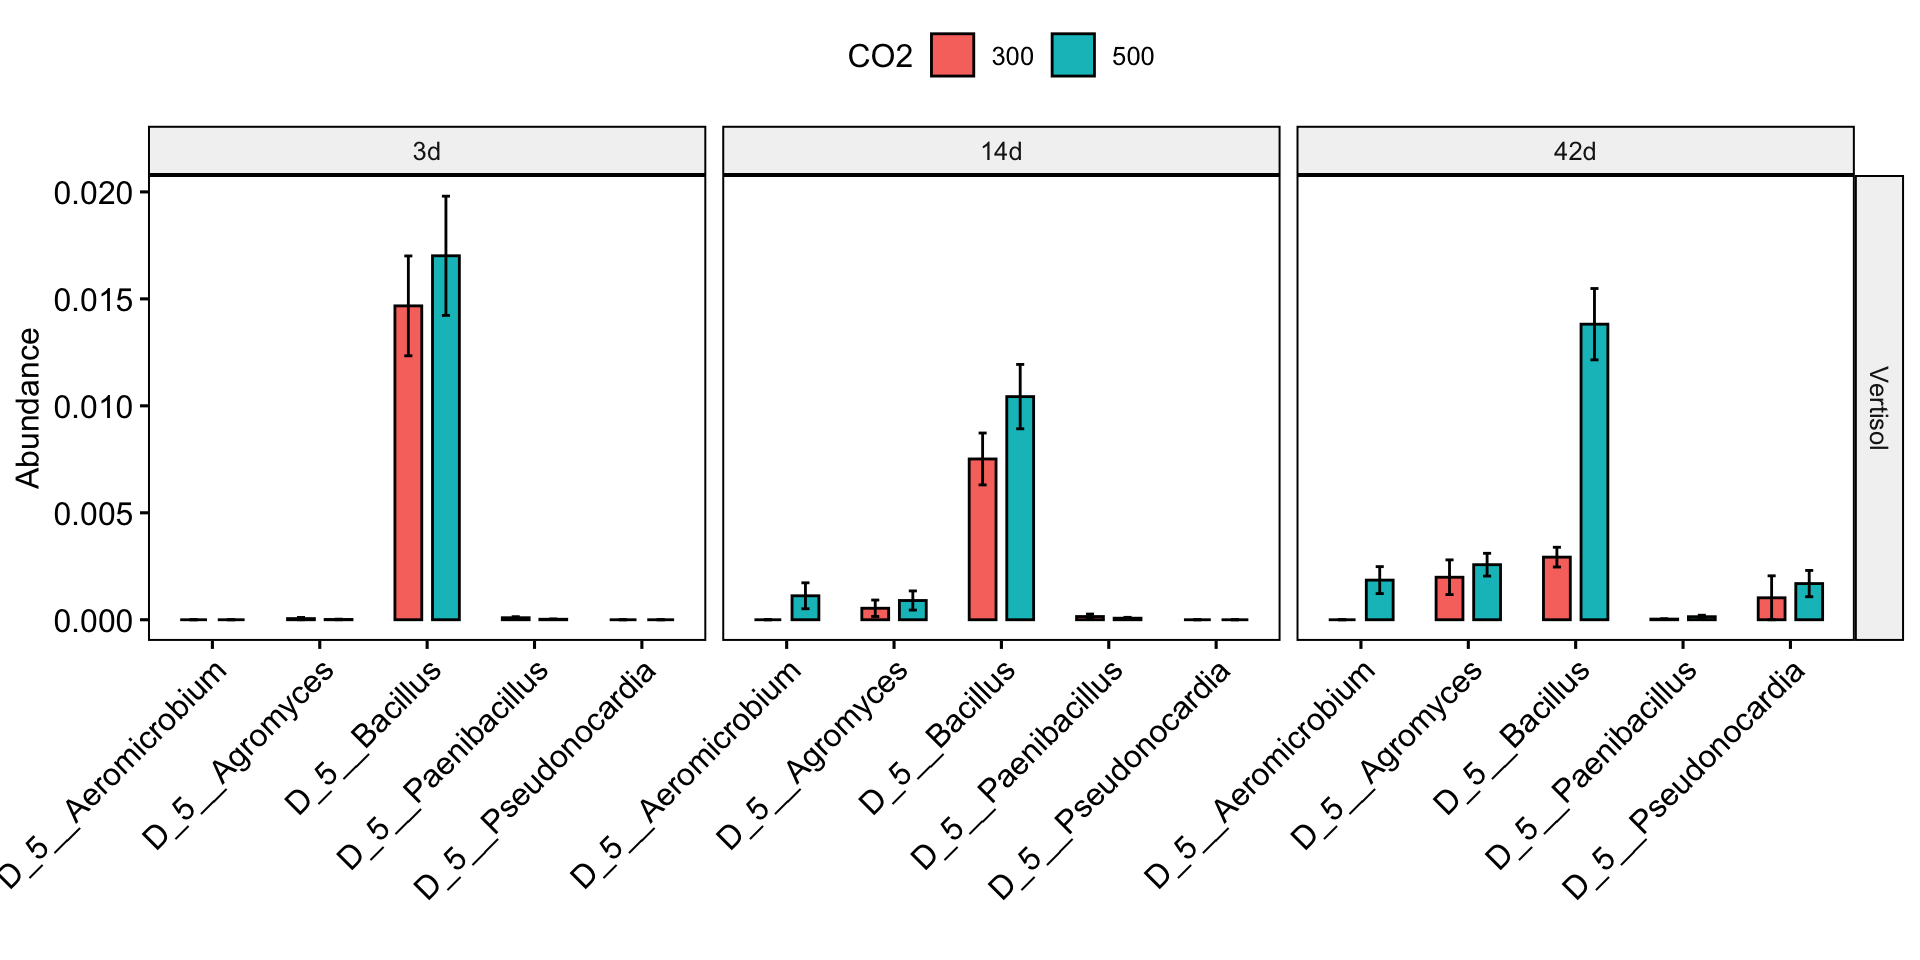 CO2 300 500
3d 14d 42d
0.020
0.015
0.010
0.005
0.000
Abundance
Vertisol
D_5__Aeromicrobium
D_5__Agromyces
D_5__Bacillus
D_5__Paenibacillus
D_5__Pseudonocardia
D_5__Aeromicrobium
D_5__Agromyces
D_5__Bacillus
D_5__Paenibacillus
D_5__Pseudonocardia
D_5__Aeromicrobium
D_5__Agromyces
D_5__Bacillus
D_5__Paenibacillus
D_5__Pseudonocardia